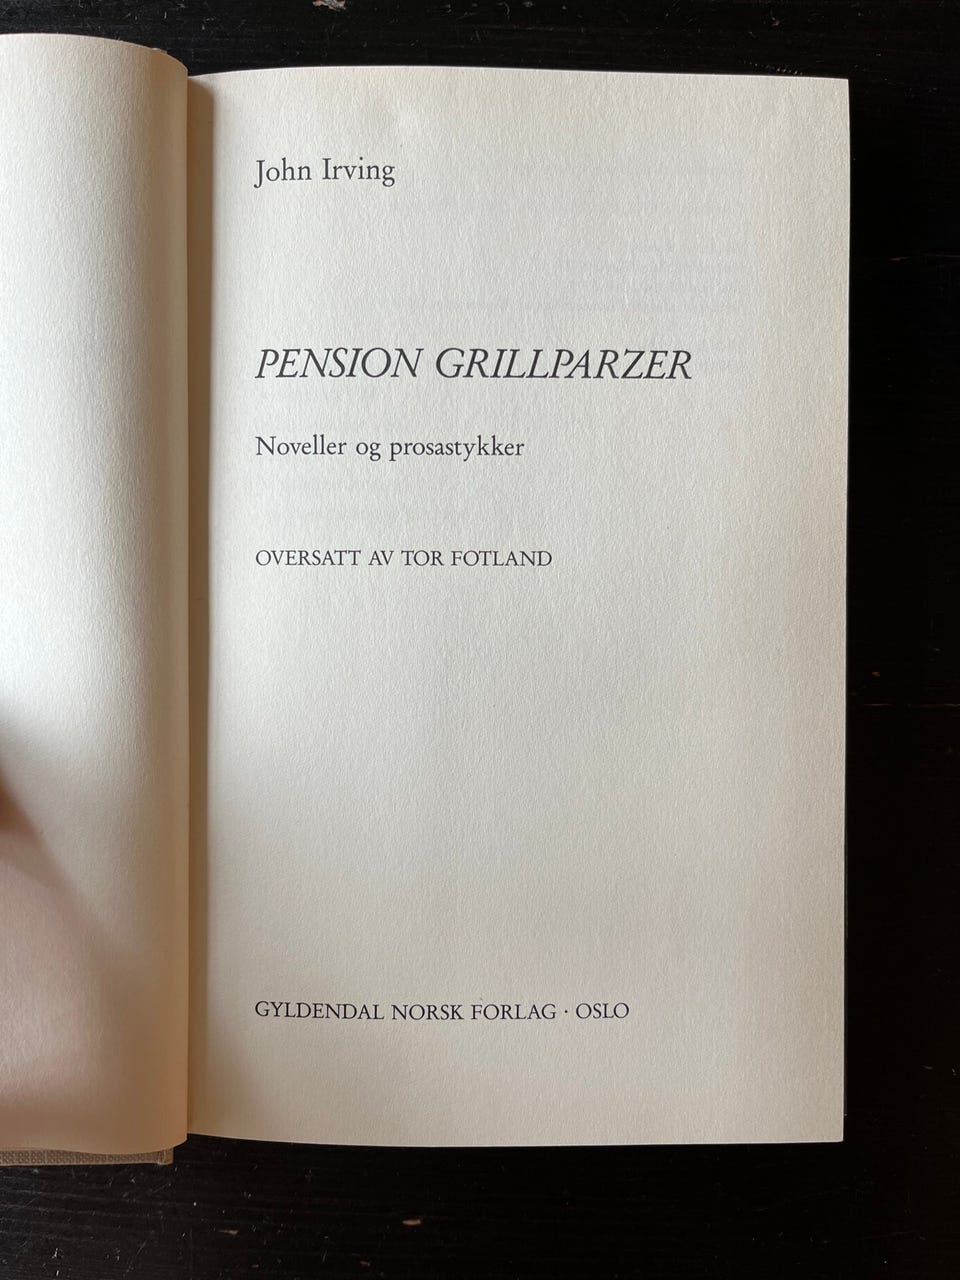 John Irving
PENSION GRILLPARZER
Noveller og prosastykker
OVERSATT AV TOR FOTLAND
GYLDENDAL NORSK FORLAG · OSLO